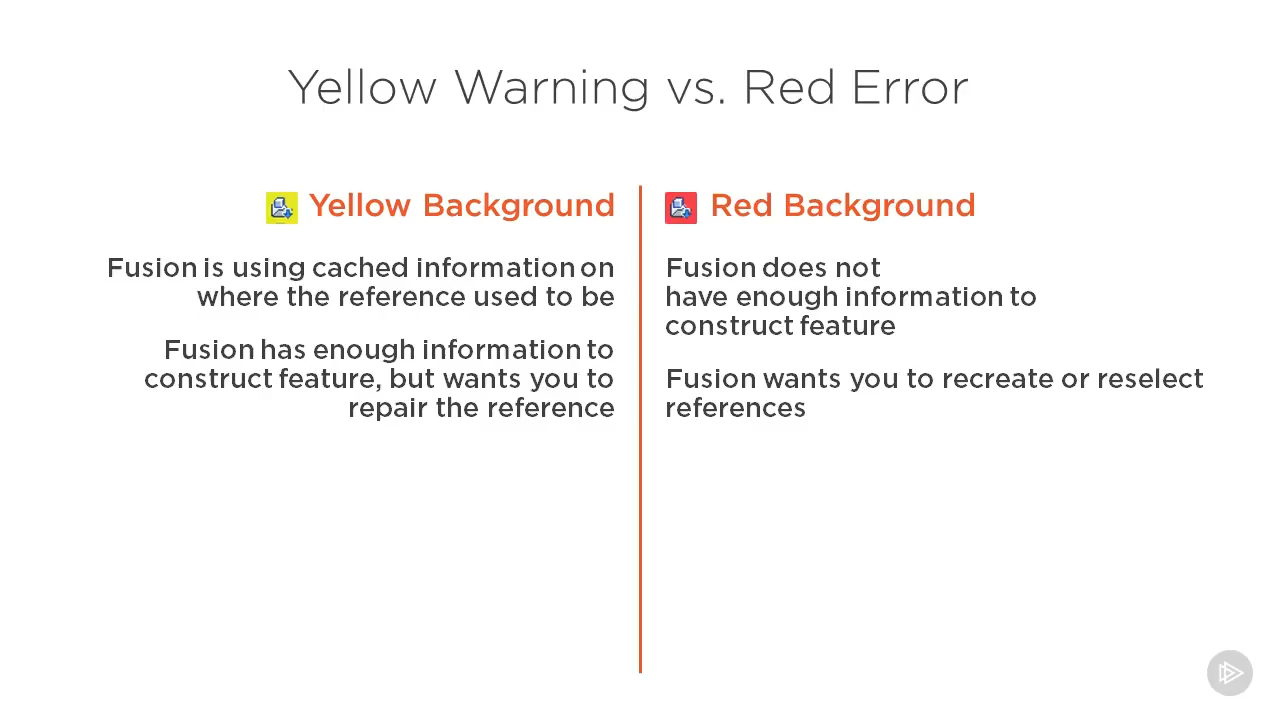 Yellow Warning vs. Red Error
Yellow Background
Fusion is using cached information on
where the reference used to be
Fusion has enough information to
construct feature, but wants you to
repair the reference
Red Background
Fusion does not
have enough information to
construct feature
Fusion wants you to recreate or reselect
references